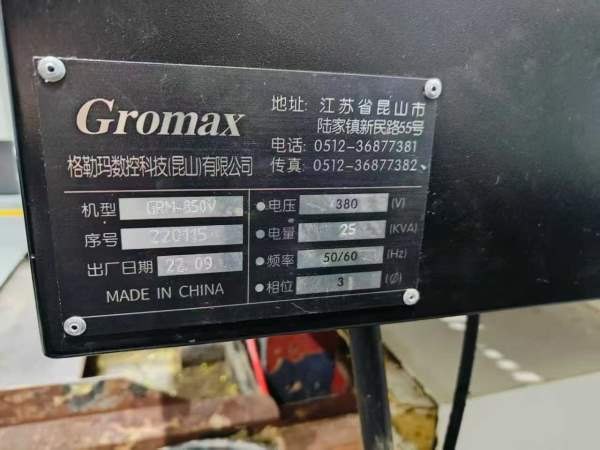 Gromax
格勒玛数控科技(昆山)有限公司
地址: 江苏省昆山市
陆家镇新民路55号
电话: 0512-36877381
传真: 0512-36877382
机型 GRM-850V
序号 220115
出厂日期 22.09
MADE IN CHINA
电压 380 (V)
电量 25 (KVA)
频率 50/60 (Hz)
相位 3 (Ø)